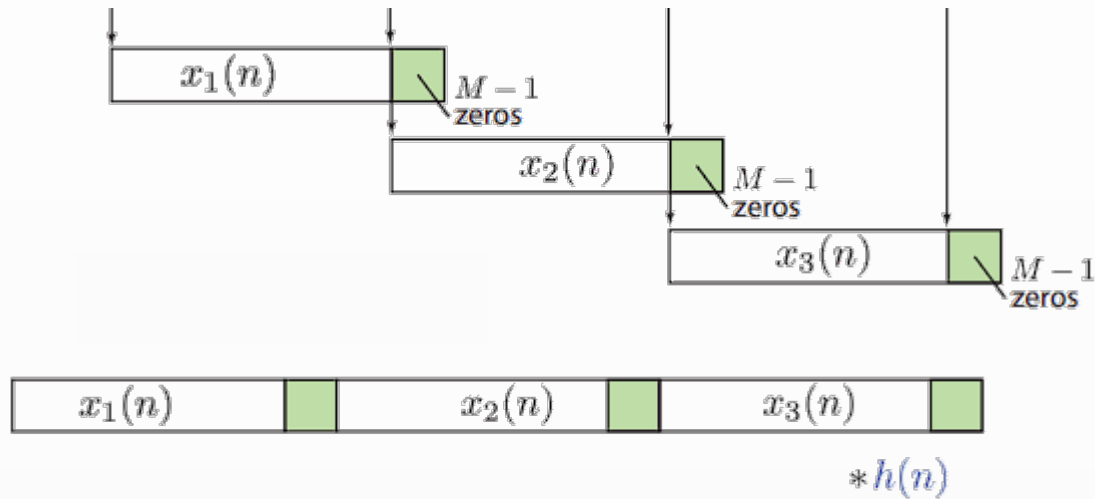 x₁(n)
M − 1
zeros
x₂(n)
M − 1
zeros
x₃(n)
M − 1
zeros
x₁(n) x₂(n) x₃(n)
*h(n)